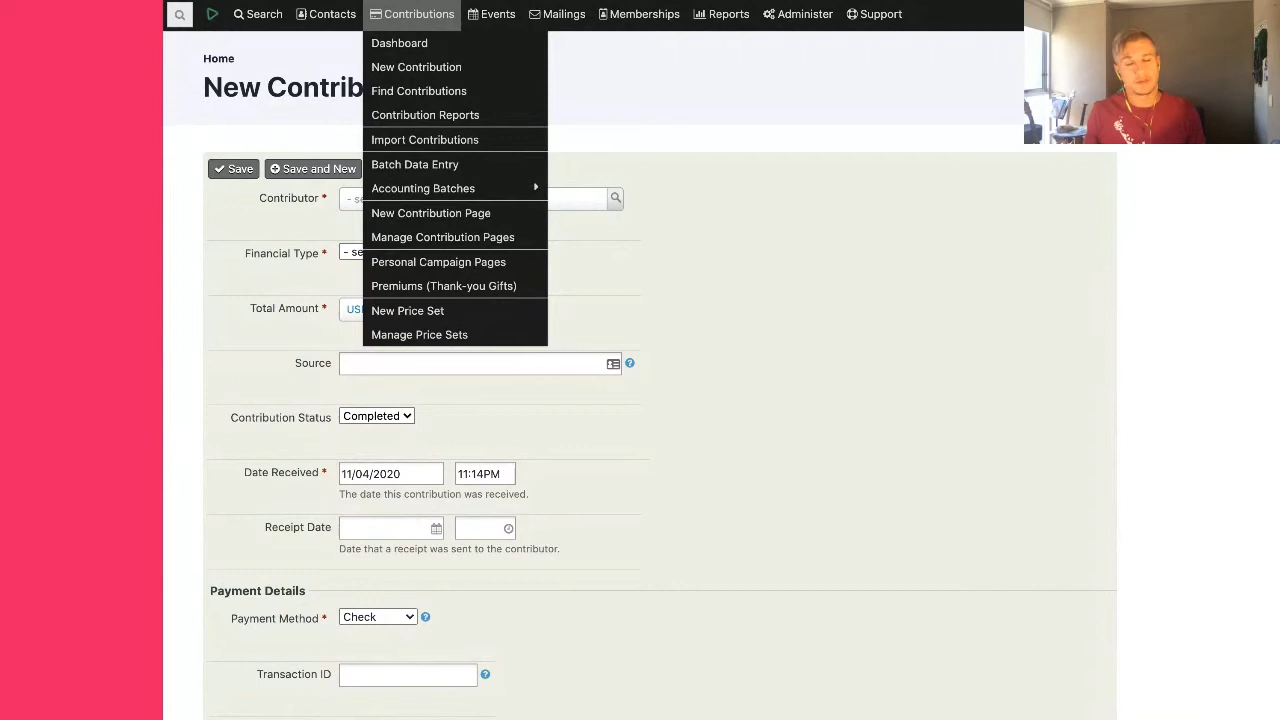 Search Contacts Contributions Events Mailings Memberships Reports Administer Support
Home
New Contrib
Dashboard
New Contribution
Find Contributions
Contribution Reports
Import Contributions
Batch Data Entry
Accounting Batches
New Contribution Page
Manage Contribution Pages
Personal Campaign Pages
Premiums (Thank-you Gifts)
New Price Set
Manage Price Sets
Save Save and New
Contributor * - se
Financial Type * - se
Total Amount * US
Source
Contribution Status Completed
Date Received * 11/04/2020 11:14PM
The date this contribution was received.
Receipt Date
Date that a receipt was sent to the contributor.
Payment Details
Payment Method * Check
Transaction ID